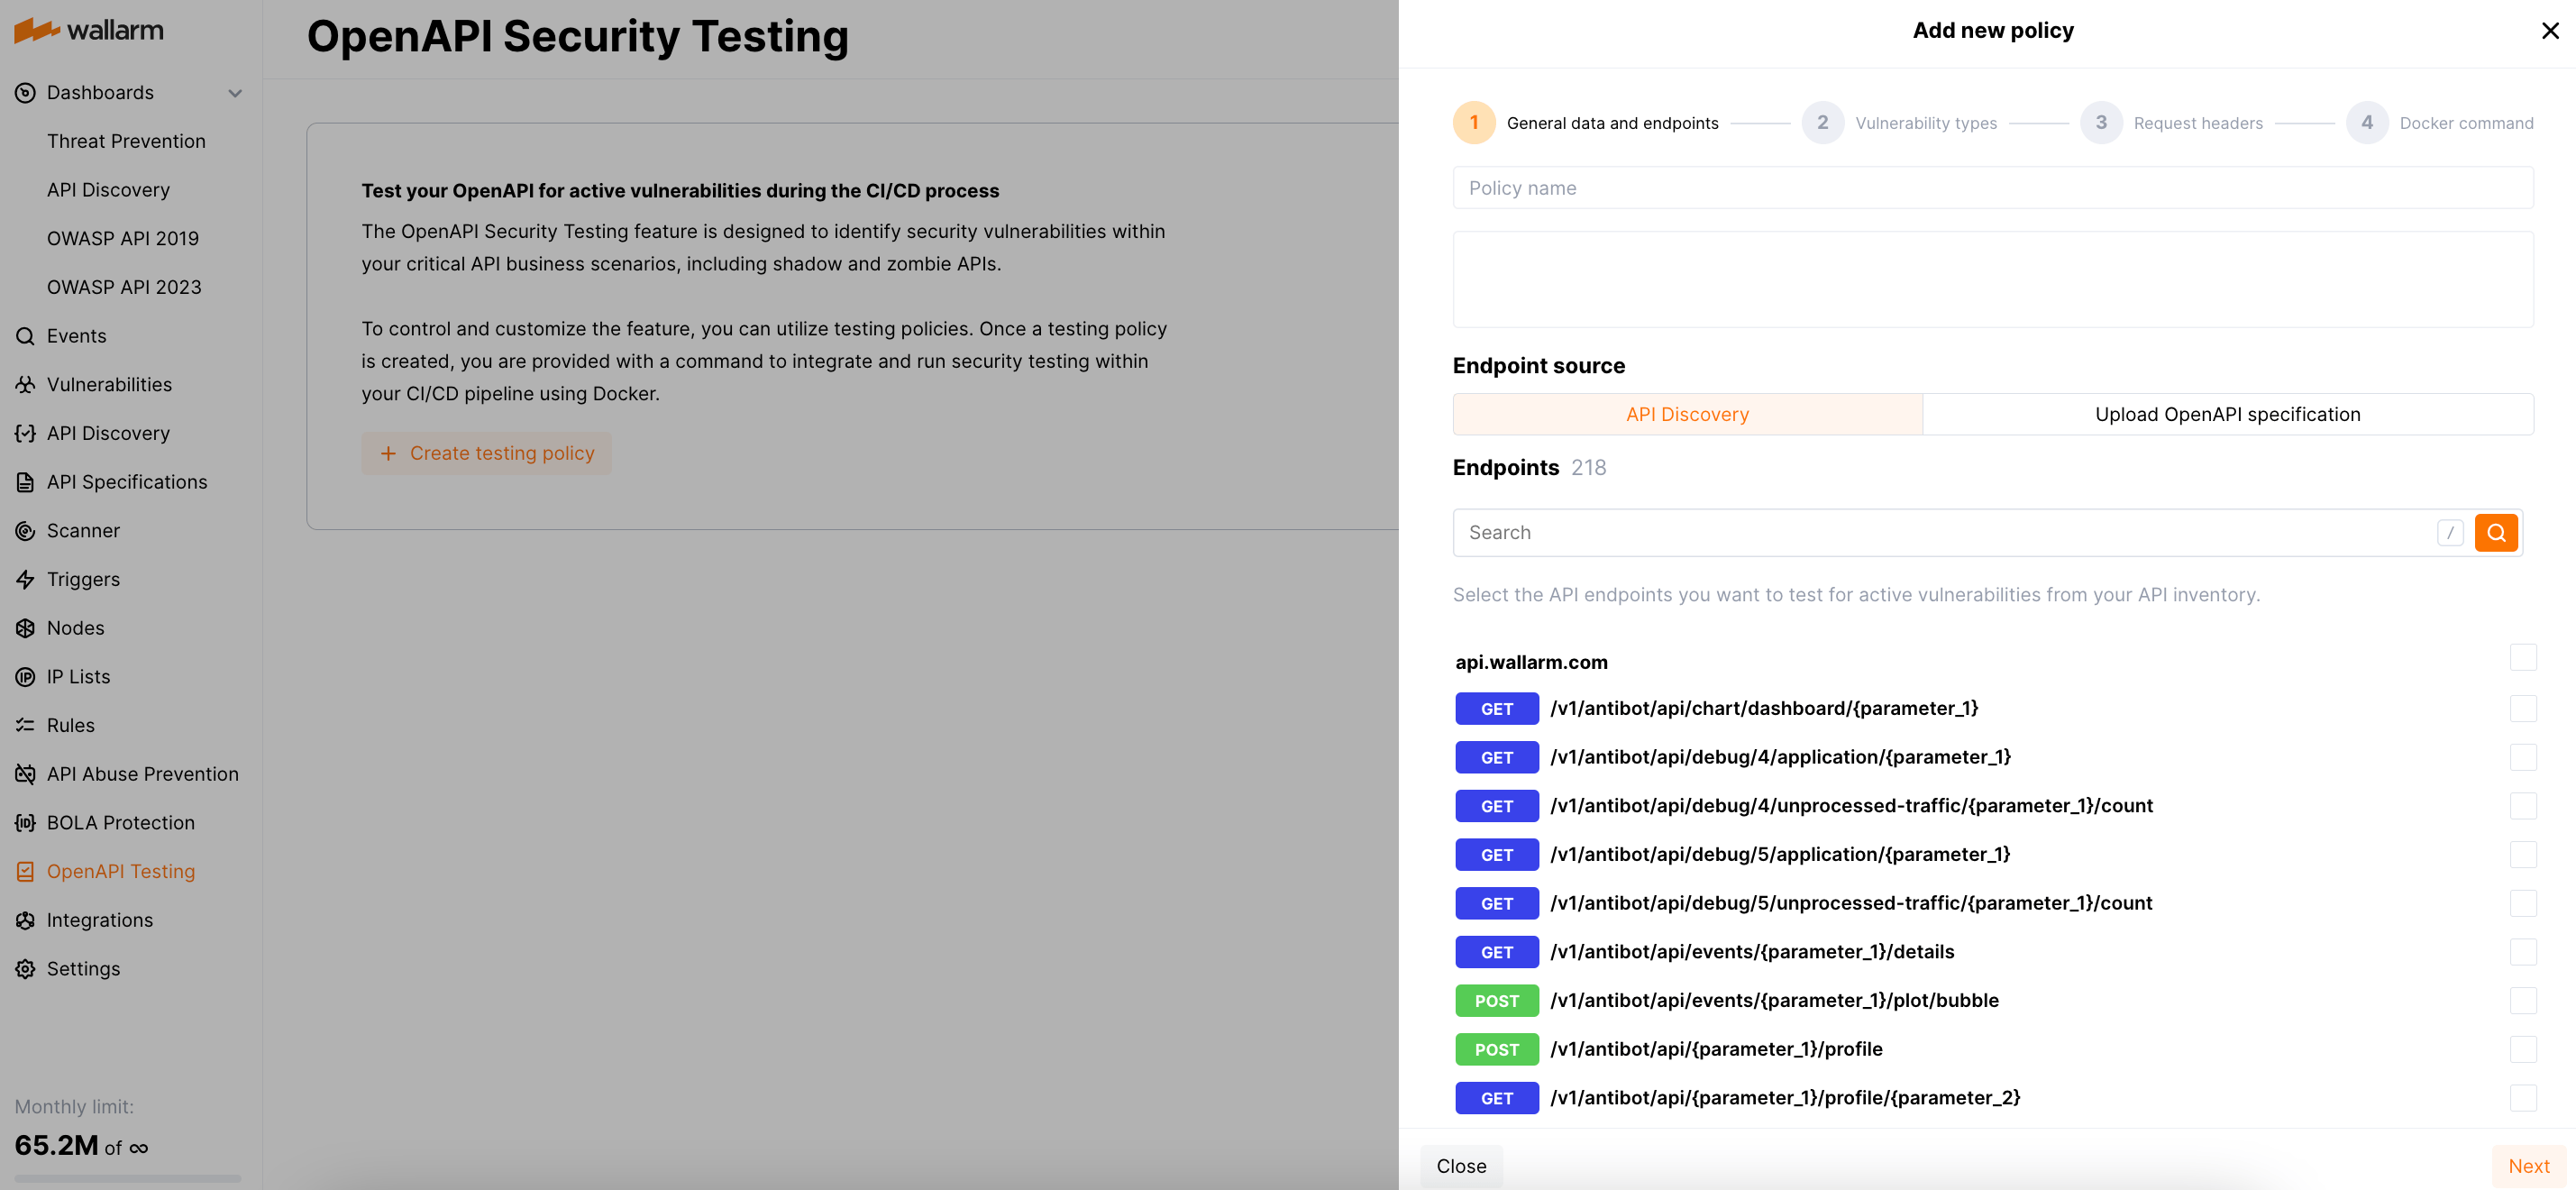 wallarm
Dashboards
Threat Prevention
API Discovery
OWASP API 2019
OWASP API 2023
Events
Vulnerabilities
API Discovery
API Specifications
Scanner
Triggers
Nodes
IP Lists
Rules
API Abuse Prevention
BOLA Protection
OpenAPI Testing
Integrations
Settings
Monthly limit:
65.2M of ∞
OpenAPI Security Testing
Test your OpenAPI for active vulnerabilities during the CI/CD process
The OpenAPI Security Testing feature is designed to identify security vulnerabilities within
your critical API business scenarios, including shadow and zombie APIs.
To control and customize the feature, you can utilize testing policies. Once a testing policy
is created, you are provided with a command to integrate and run security testing within
your CI/CD pipeline using Docker.
+ Create testing policy
Add new policy
1 General data and endpoints 2 Vulnerability types 3 Request headers 4 Docker command
Policy name
Endpoint source
API Discovery Upload OpenAPI specification
Endpoints 218
Search /
Select the API endpoints you want to test for active vulnerabilities from your API inventory.
api.wallarm.com
GET /v1/antibot/api/chart/dashboard/{parameter_1}
GET /v1/antibot/api/debug/4/application/{parameter_1}
GET /v1/antibot/api/debug/4/unprocessed-traffic/{parameter_1}/count
GET /v1/antibot/api/debug/5/application/{parameter_1}
GET /v1/antibot/api/debug/5/unprocessed-traffic/{parameter_1}/count
GET /v1/antibot/api/events/{parameter_1}/details
POST /v1/antibot/api/events/{parameter_1}/plot/bubble
POST /v1/antibot/api/{parameter_1}/profile
GET /v1/antibot/api/{parameter_1}/profile/{parameter_2}
Close Next